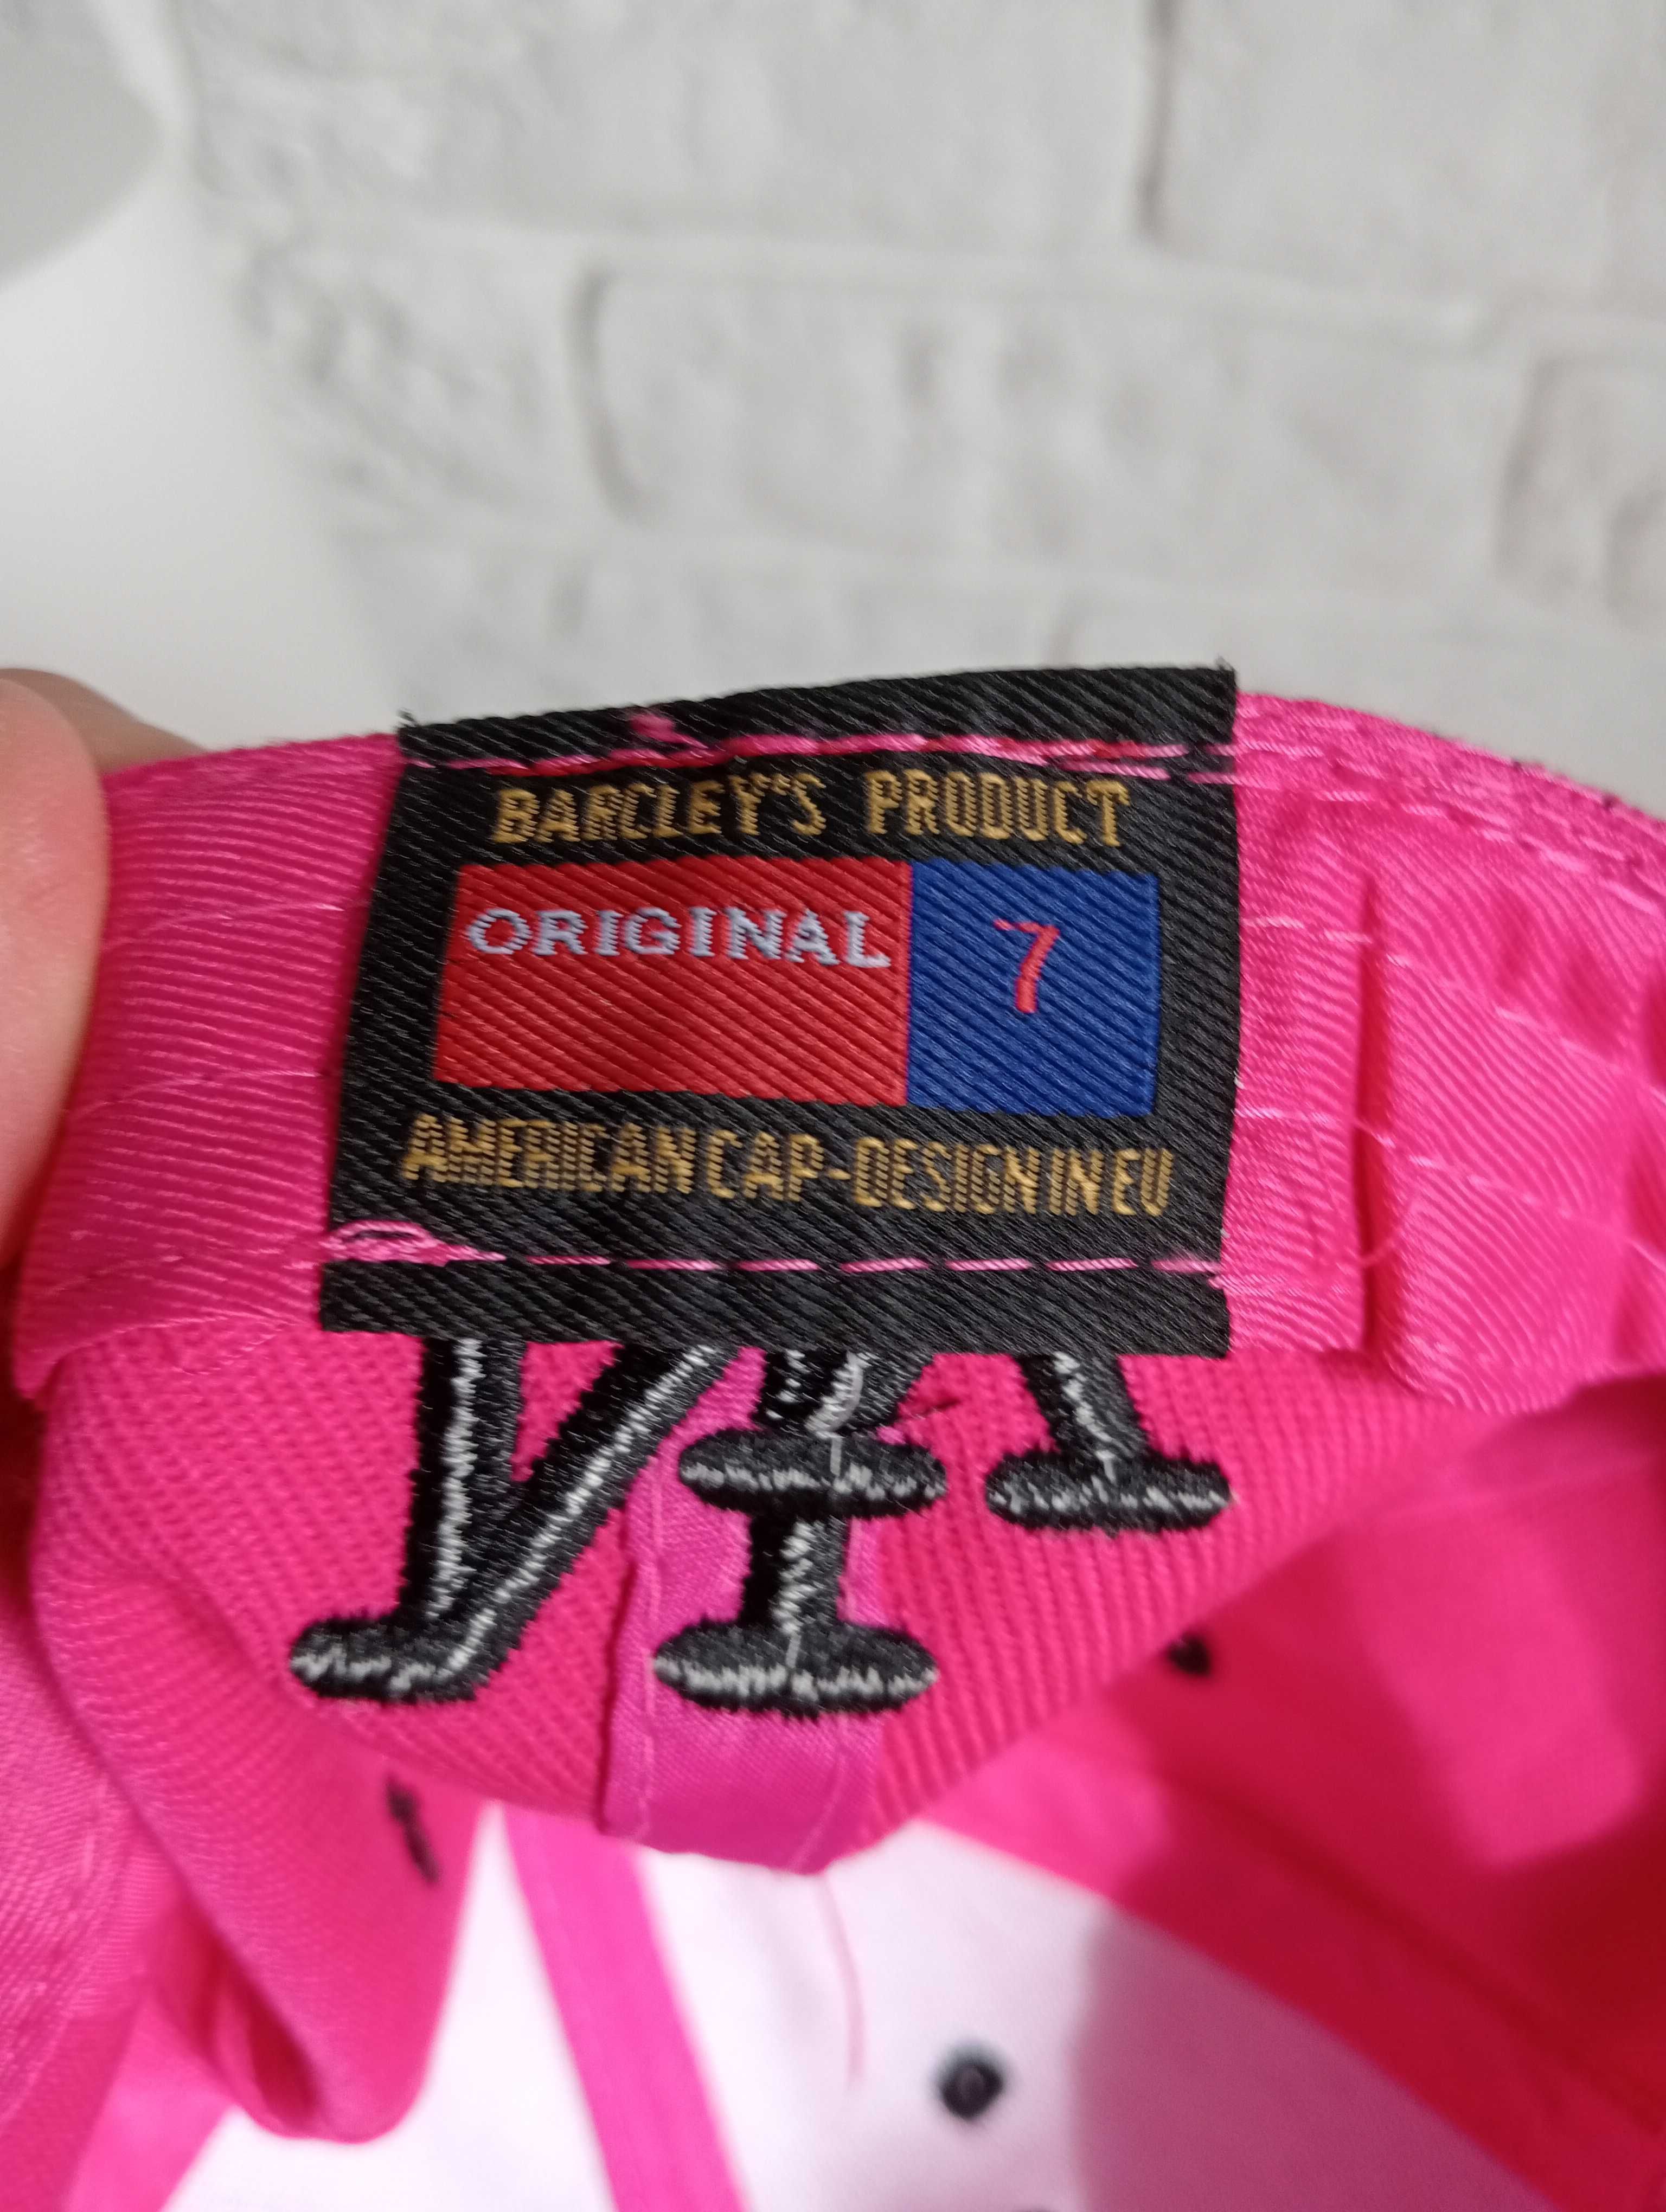 BARCLEY'S PRODUCT
ORIGINAL 7
AMERICAN CAP-DESIGN IN EU